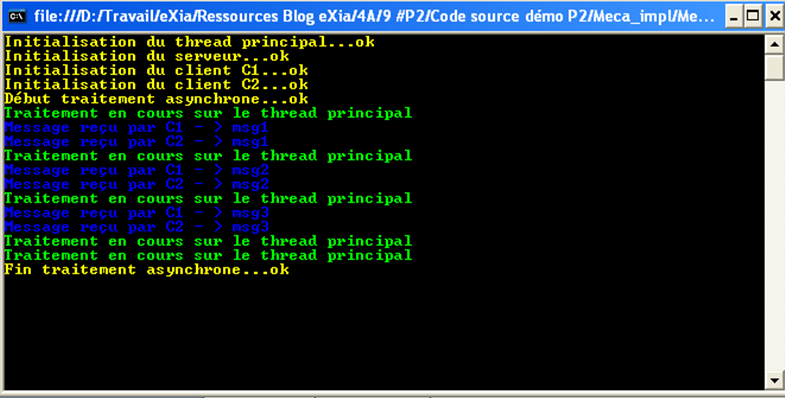 file:///D:/Travail/eXia/Ressources Blog eXia/4A/9 #P2/Code source démo P2/Meca_impl/Me...
Initialisation du thread principal...ok
Initialisation du serveur...ok
Initialisation du client C1...ok
Initialisation du client C2...ok
Début traitement asynchrone...ok
Traitement en cours sur le thread principal
Message reçu par C1 - > msg1
Message reçu par C2 - > msg1
Traitement en cours sur le thread principal
Message reçu par C1 - > msg2
Message reçu par C2 - > msg2
Traitement en cours sur le thread principal
Message reçu par C1 - > msg3
Message reçu par C2 - > msg3
Traitement en cours sur le thread principal
Traitement en cours sur le thread principal
Fin traitement asynchrone...ok